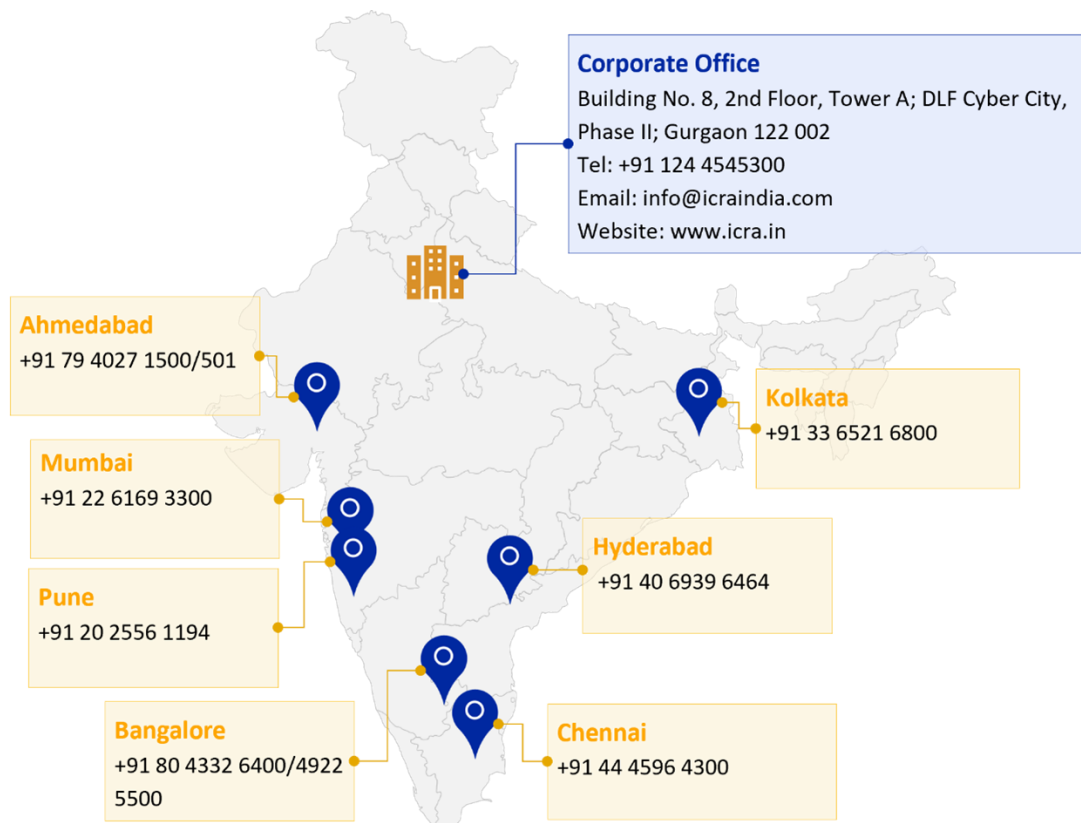 Corporate Office
Building No. 8, 2nd Floor, Tower A; DLF Cyber City,
Phase II; Gurgaon 122 002
Tel: +91 124 4545300
Email: info@icraindia.com
Website: www.icra.in
Ahmedabad
+91 79 4027 1500/501
Kolkata
+91 33 6521 6800
Mumbai
+91 22 6169 3300
Hyderabad
+91 40 6939 6464
Pune
+91 20 2556 1194
Bangalore
+91 80 4332 6400/4922
5500
Chennai
+91 44 4596 4300